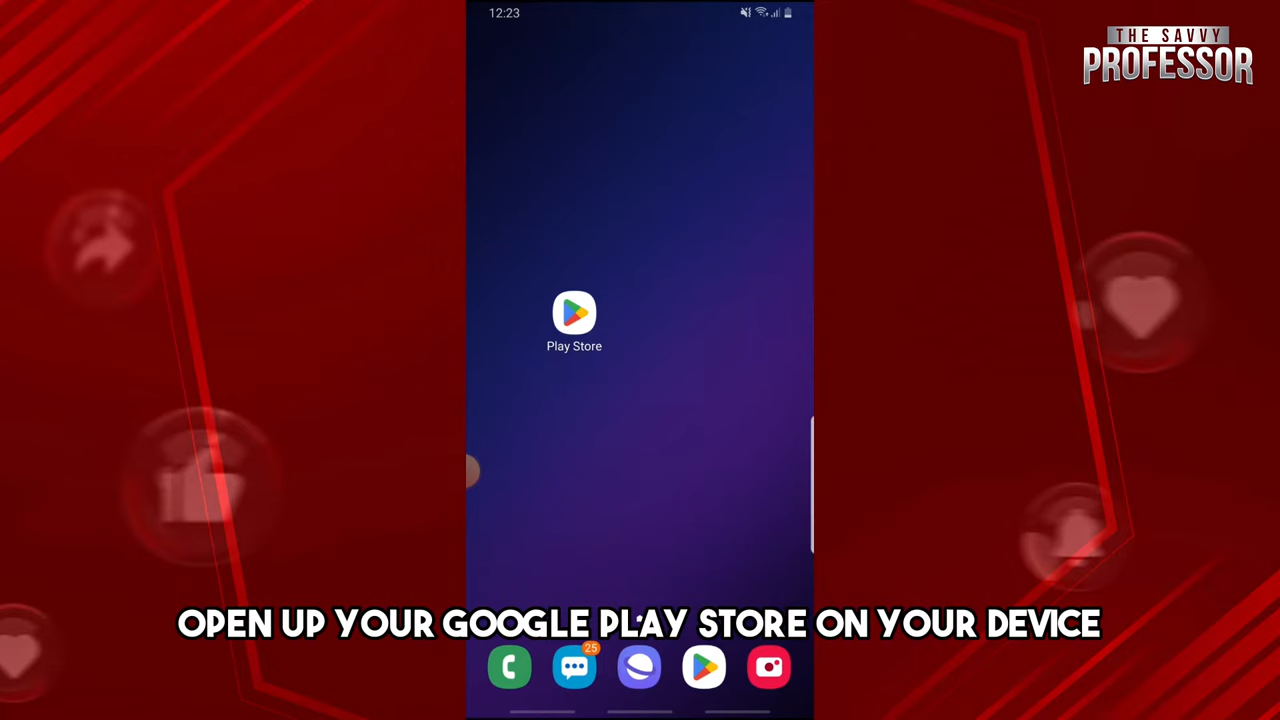 12:23
THE SAVVY
PROFESSOR
Play Store
OPEN UP YOUR GOOGLE PLAY STORE ON YOUR DEVICE
25